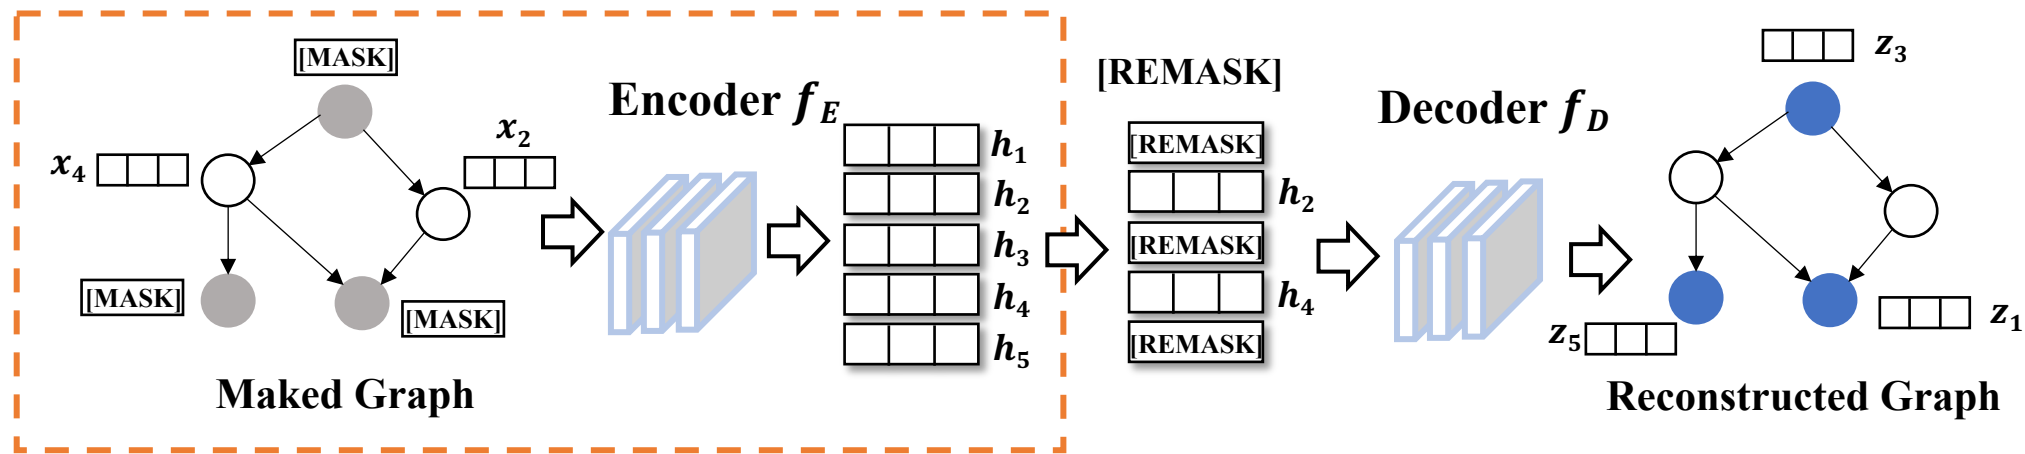 [MASK]
x4
x2
[MASK]
[MASK]
Maked Graph
Encoder fE
h1
h2
h3
h4
h5
[REMASK]
[REMASK]
h2
[REMASK]
h4
[REMASK]
Decoder fD
z3
z5
z1
Reconstructed Graph